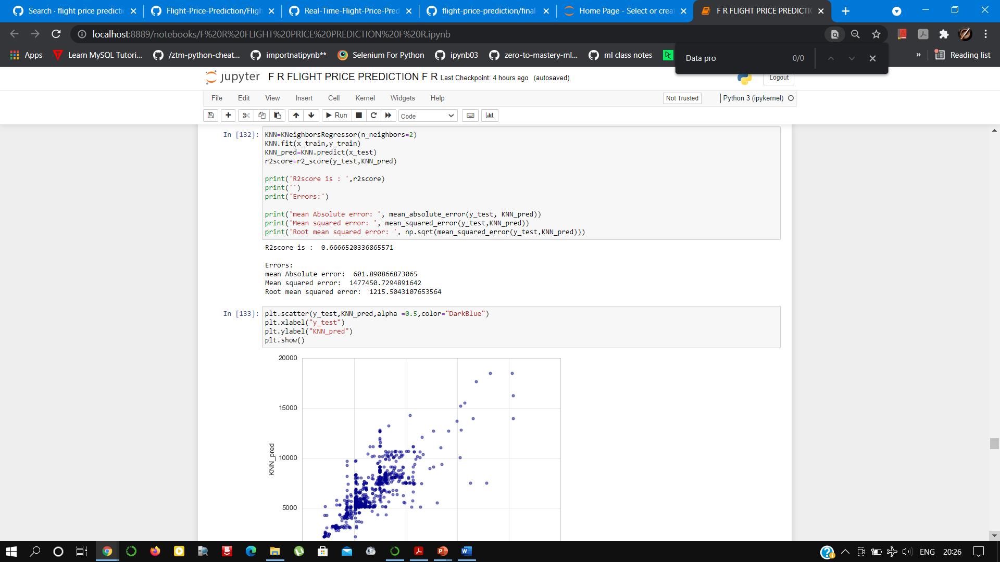 Search · flight price predictio
Flight-Price-Prediction/Fligh
Real-Time-Flight-Price-Pred
flight-price-prediction/final
Home Page - Select or creat
F R FLIGHT PRICE PREDICTIO
localhost:8889/notebooks/F%20R%20FLIGHT%20PRICE%20PREDICTION%20F%20R.ipynb
Apps
Learn MySQL Tutori...
/ztm-python-cheat...
importnatipynb**
Selenium For Python
ipynb03
zero-to-mastery-ml...
ml class notes
»
Reading list
Data pro
0/0
jupyter
F R FLIGHT PRICE PREDICTION F R Last Checkpoint: 4 hours ago (autosaved)
Logout
File
Edit
View
Insert
Cell
Kernel
Widgets
Help
Not Trusted
Python 3 (ipykernel)
Run
Code
In [132]:
KNN=KNeighborsRegressor(n_neighbors=2)
KNN.fit(x_train,y_train)
KNN_pred=KNN.predict(x_test)
r2score=r2_score(y_test,KNN_pred)
print('R2score is : ',r2score)
print('')
print('Errors:')
print('mean Absolute error: ', mean_absolute_error(y_test, KNN_pred))
print('Mean squared error: ', mean_squared_error(y_test,KNN_pred))
print('Root mean squared error: ', np.sqrt(mean_squared_error(y_test,KNN_pred)))
R2score is :  0.6666520336865571
Errors:
mean Absolute error:  601.890866873065
Mean squared error:  1477450.7294891642
Root mean squared error:  1215.5043107653564
In [133]:
plt.scatter(y_test,KNN_pred,alpha =0.5,color="DarkBlue")
plt.xlabel("y_test")
plt.ylabel("KNN_pred")
plt.show()
20000
15000
10000
5000
KNN_pred
ENG
20:26